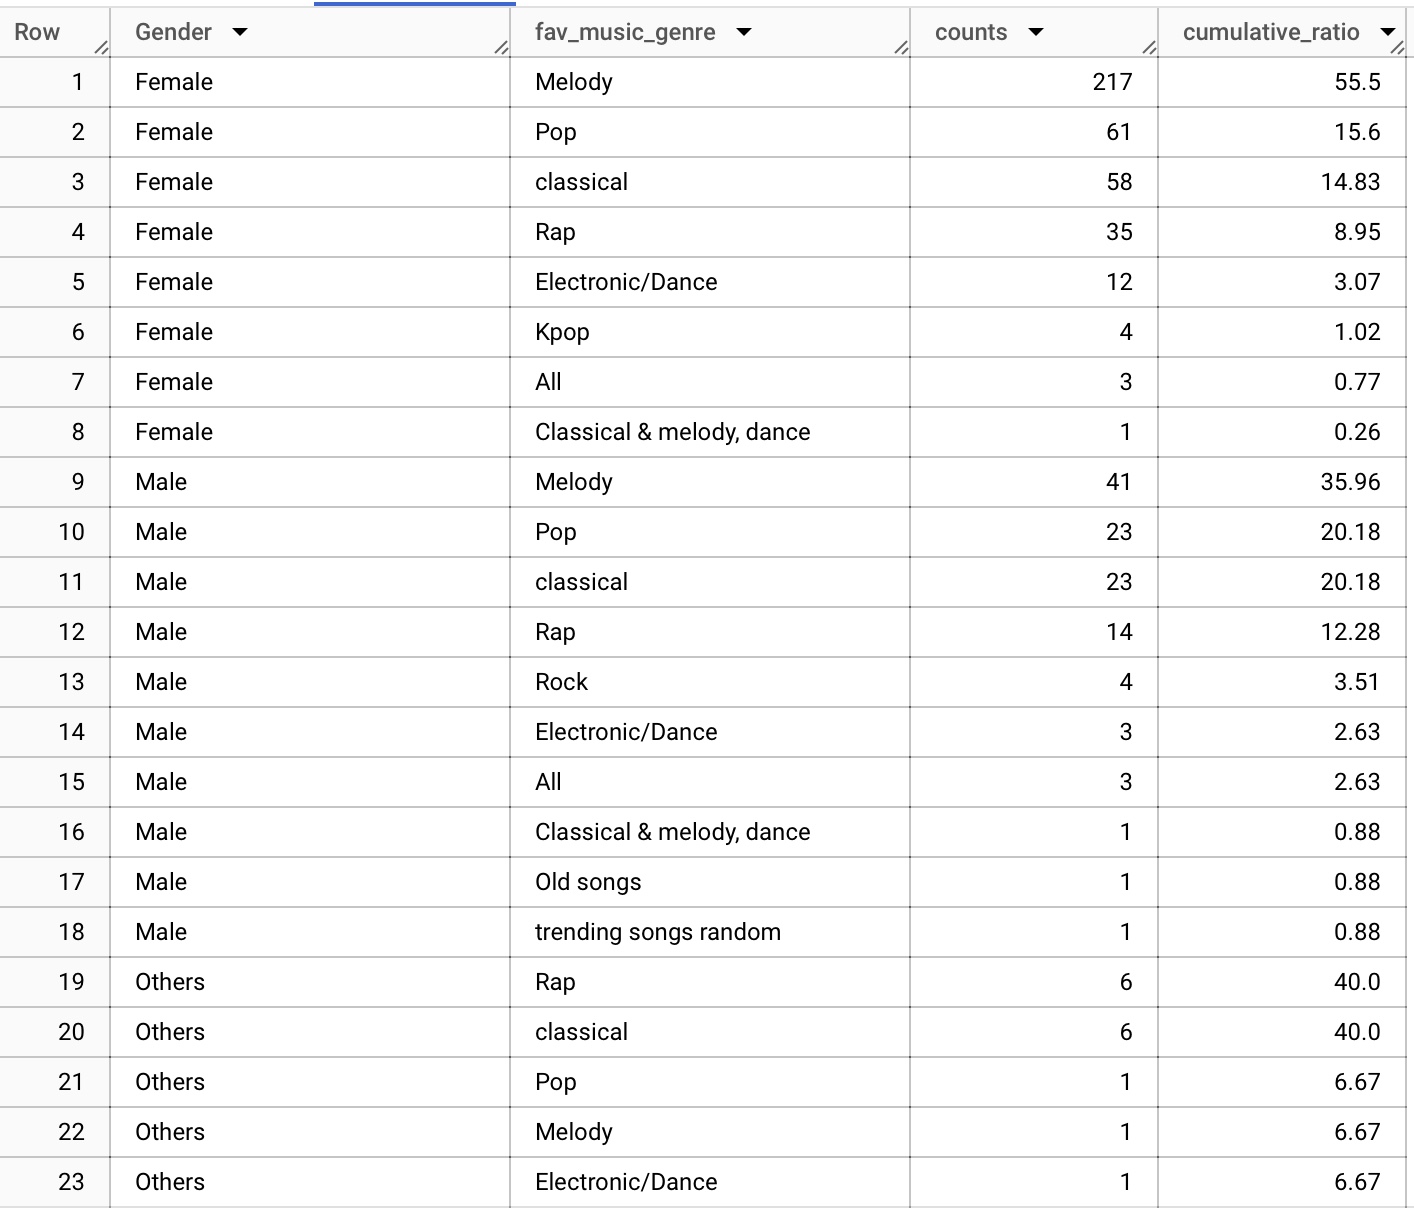 Row Gender fav_music_genre counts cumulative_ratio
1 Female Melody 217 55.5
2 Female Pop 61 15.6
3 Female classical 58 14.83
4 Female Rap 35 8.95
5 Female Electronic/Dance 12 3.07
6 Female Kpop 4 1.02
7 Female All 3 0.77
8 Female Classical & melody, dance 1 0.26
9 Male Melody 41 35.96
10 Male Pop 23 20.18
11 Male classical 23 20.18
12 Male Rap 14 12.28
13 Male Rock 4 3.51
14 Male Electronic/Dance 3 2.63
15 Male All 3 2.63
16 Male Classical & melody, dance 1 0.88
17 Male Old songs 1 0.88
18 Male trending songs random 1 0.88
19 Others Rap 6 40.0
20 Others classical 6 40.0
21 Others Pop 1 6.67
22 Others Melody 1 6.67
23 Others Electronic/Dance 1 6.67